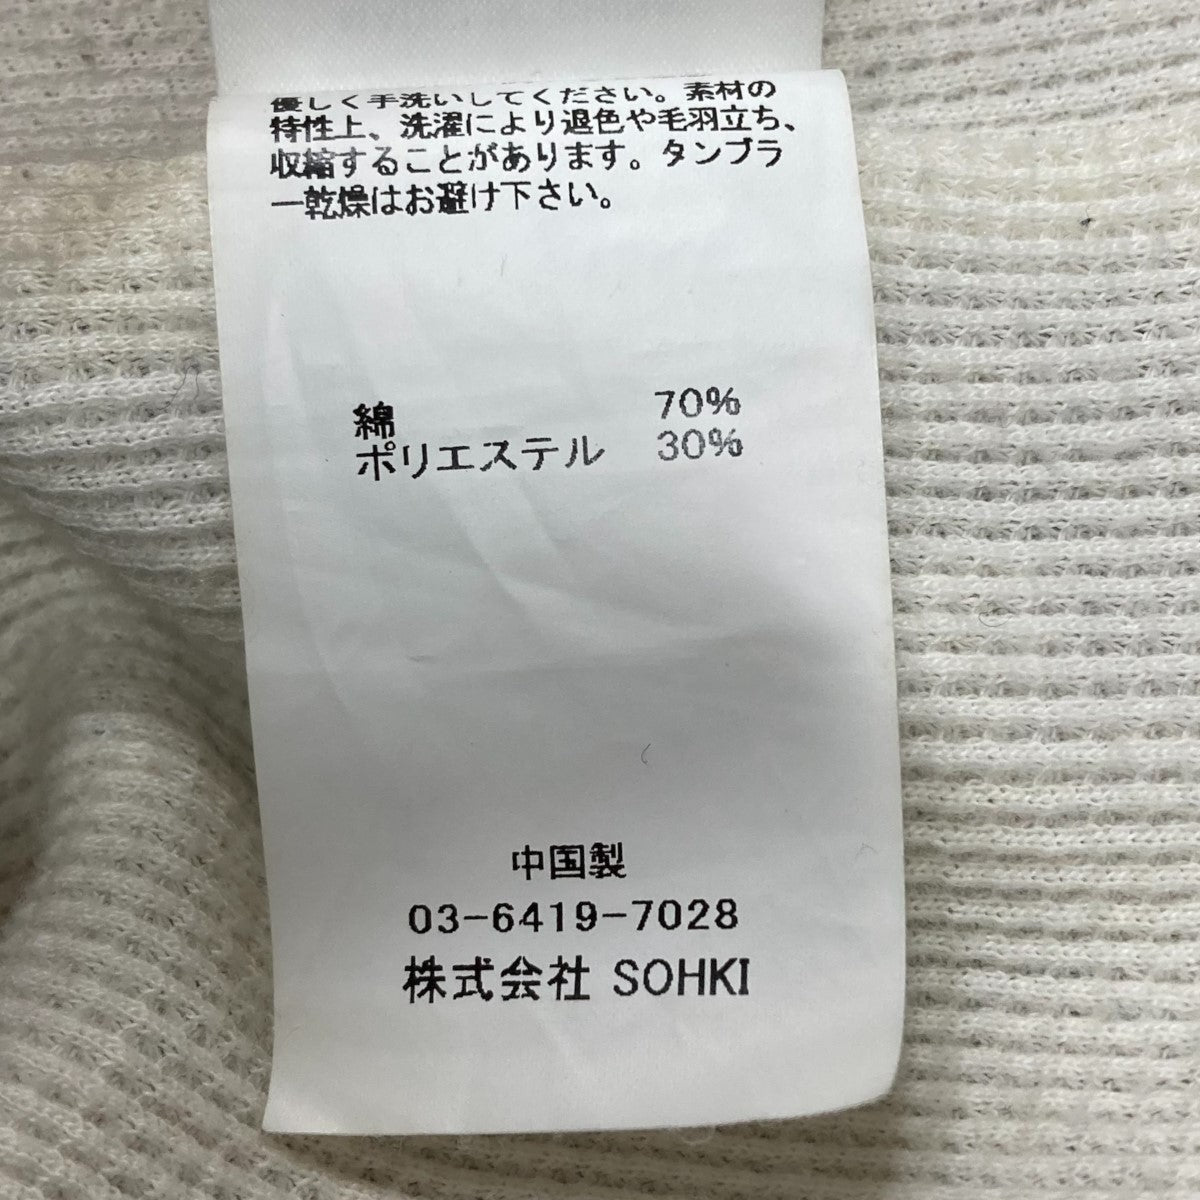 優しく手洗いしてください。素材の
特性上、洗濯により退色や毛羽立ち、
収縮することがあります。タンブラ
ー乾燥はお避け下さい。
綿 70%
ポリエステル 30%
中国製
03-6419-7028
株式会社 SOHKI